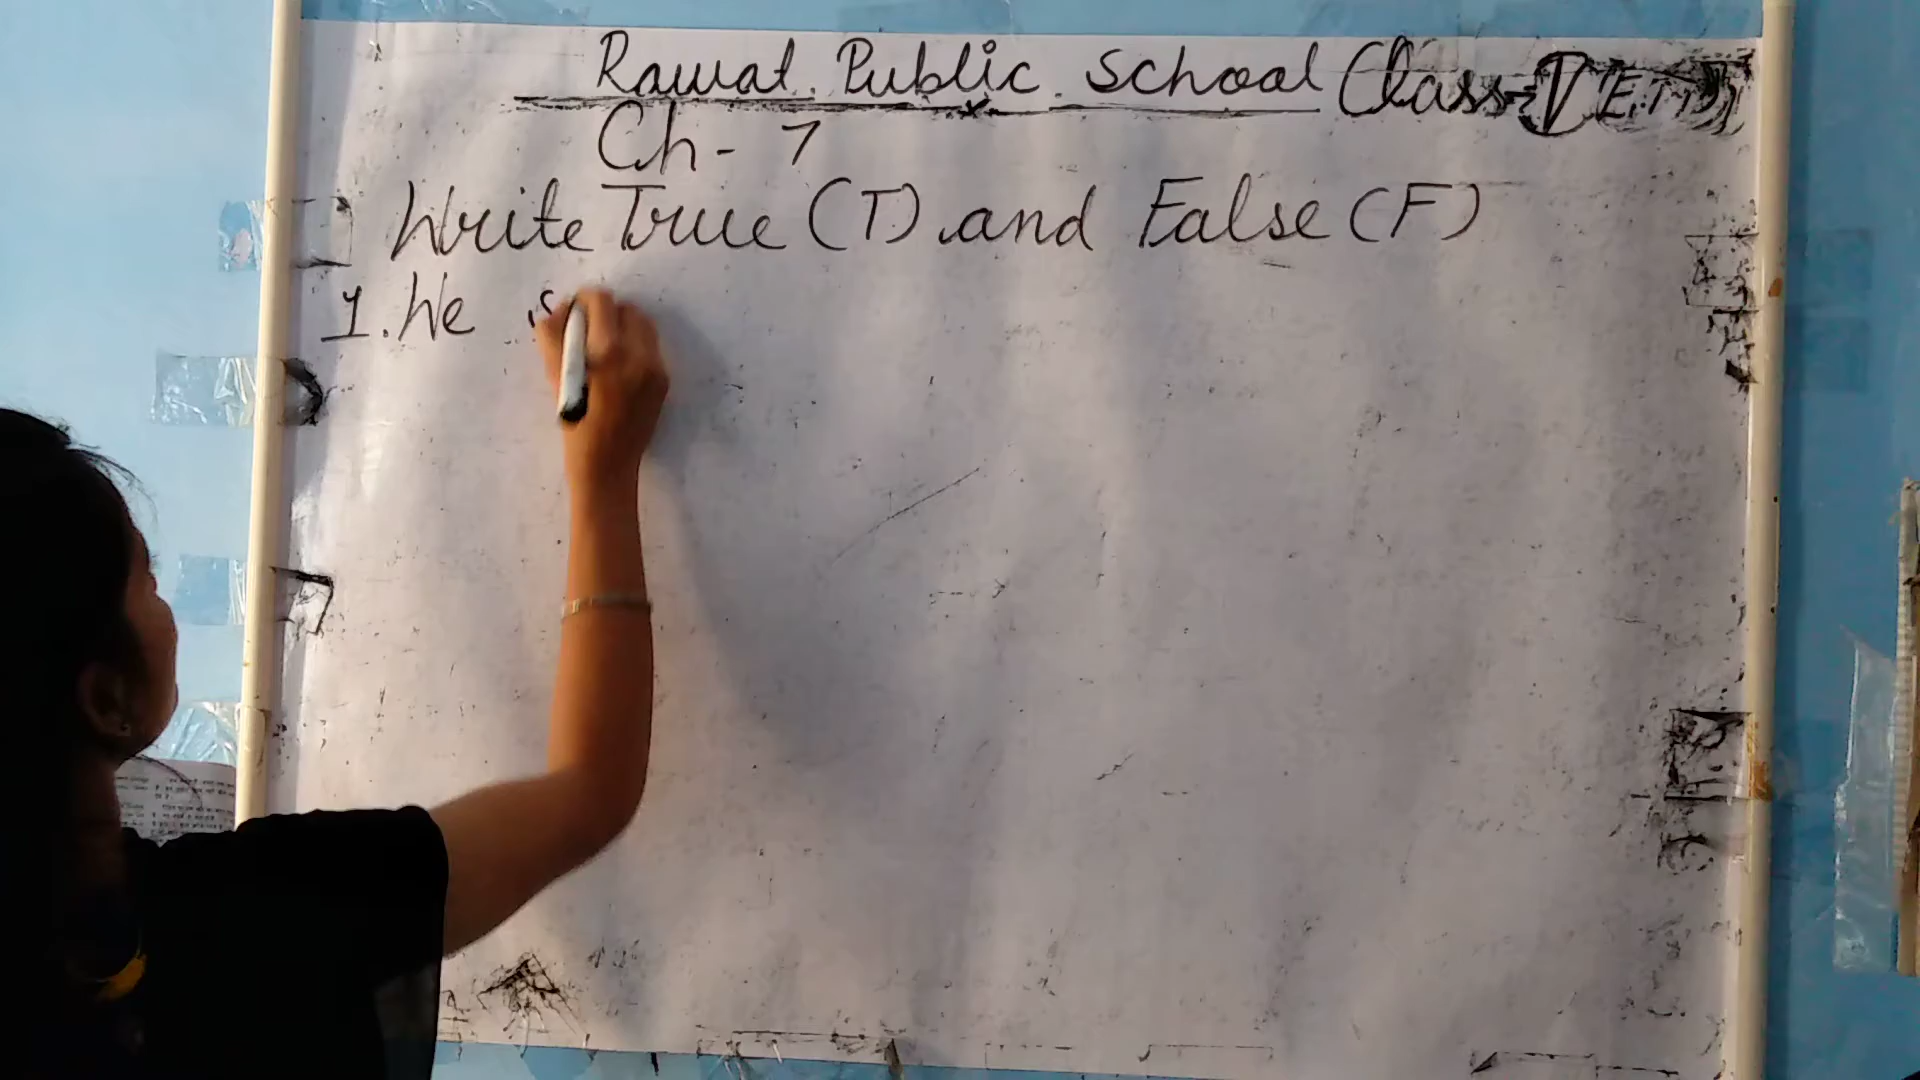 Rawat Public School Class-V
Ch-7
Write True (T) and False (F)
1. We s